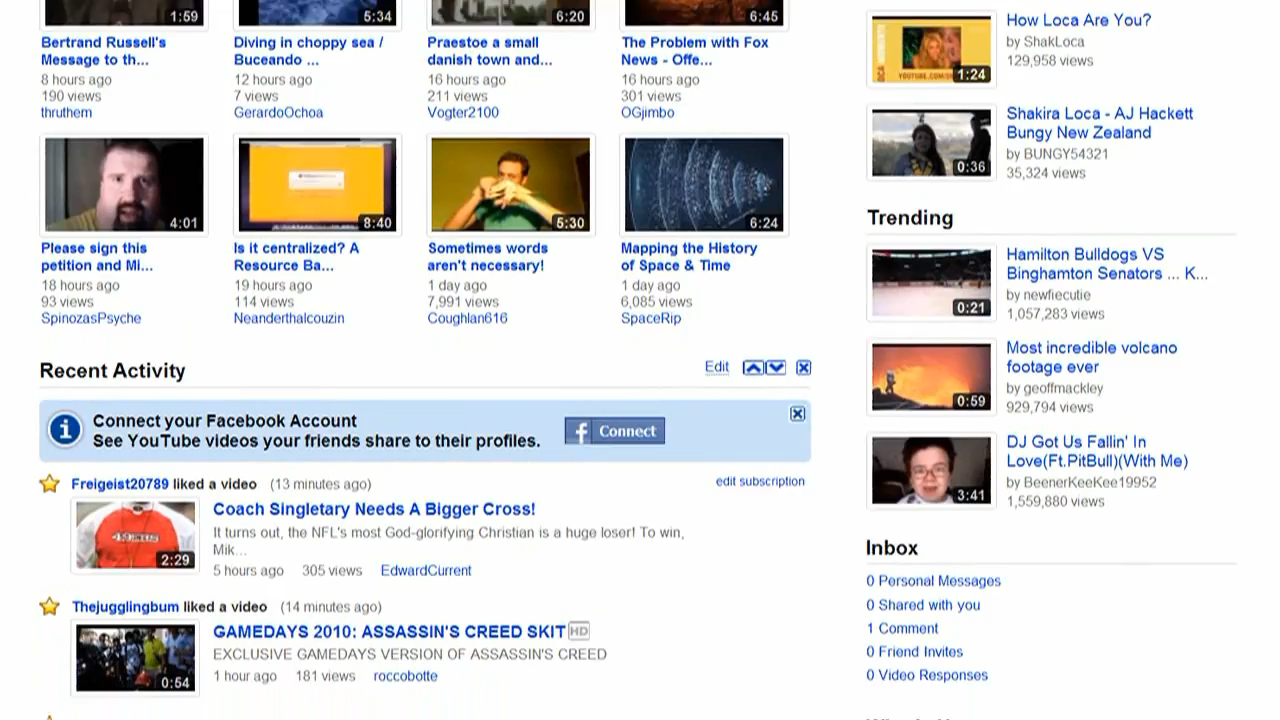 1:59
5:34
6:20
6:45
Bertrand Russell's
Message to th...
8 hours ago
190 views
thruthem
Diving in choppy sea /
Buceando ...
12 hours ago
7 views
GerardoOchoa
Praestoe a small
danish town and...
16 hours ago
211 views
Vogter2100
The Problem with Fox
News - Offe...
16 hours ago
301 views
OGjimbo
4:01
8:40
5:30
6:24
Please sign this
petition and Mi...
18 hours ago
93 views
SpinozasPsyche
Is it centralized? A
Resource Ba...
19 hours ago
114 views
Neanderthalcouzin
Sometimes words
aren't necessary!
1 day ago
7,991 views
Coughlan616
Mapping the History
of Space & Time
1 day ago
6,085 views
SpaceRip
Recent Activity
Edit
Connect your Facebook Account
See YouTube videos your friends share to their profiles.
f Connect
Freigeist20789 liked a video (13 minutes ago)
edit subscription
2:29
Coach Singletary Needs A Bigger Cross!
It turns out, the NFL's most God-glorifying Christian is a huge loser! To win,
Mik...
5 hours ago 305 views EdwardCurrent
Thejugglingbum liked a video (14 minutes ago)
0:54
GAMEDAYS 2010: ASSASSIN'S CREED SKIT HD
EXCLUSIVE GAMEDAYS VERSION OF ASSASSIN'S CREED
1 hour ago 181 views roccobotte
1:24
How Loca Are You?
by ShakLoca
129,958 views
0:36
Shakira Loca - AJ Hackett
Bungy New Zealand
by BUNGY54321
35,324 views
Trending
0:21
Hamilton Bulldogs VS
Binghamton Senators ... K...
by newfiecutie
1,057,283 views
0:59
Most incredible volcano
footage ever
by geoffmackley
929,794 views
3:41
DJ Got Us Fallin' In
Love(Ft.PitBull)(With Me)
by BeenerKeeKee19952
1,559,880 views
Inbox
0 Personal Messages
0 Shared with you
1 Comment
0 Friend Invites
0 Video Responses